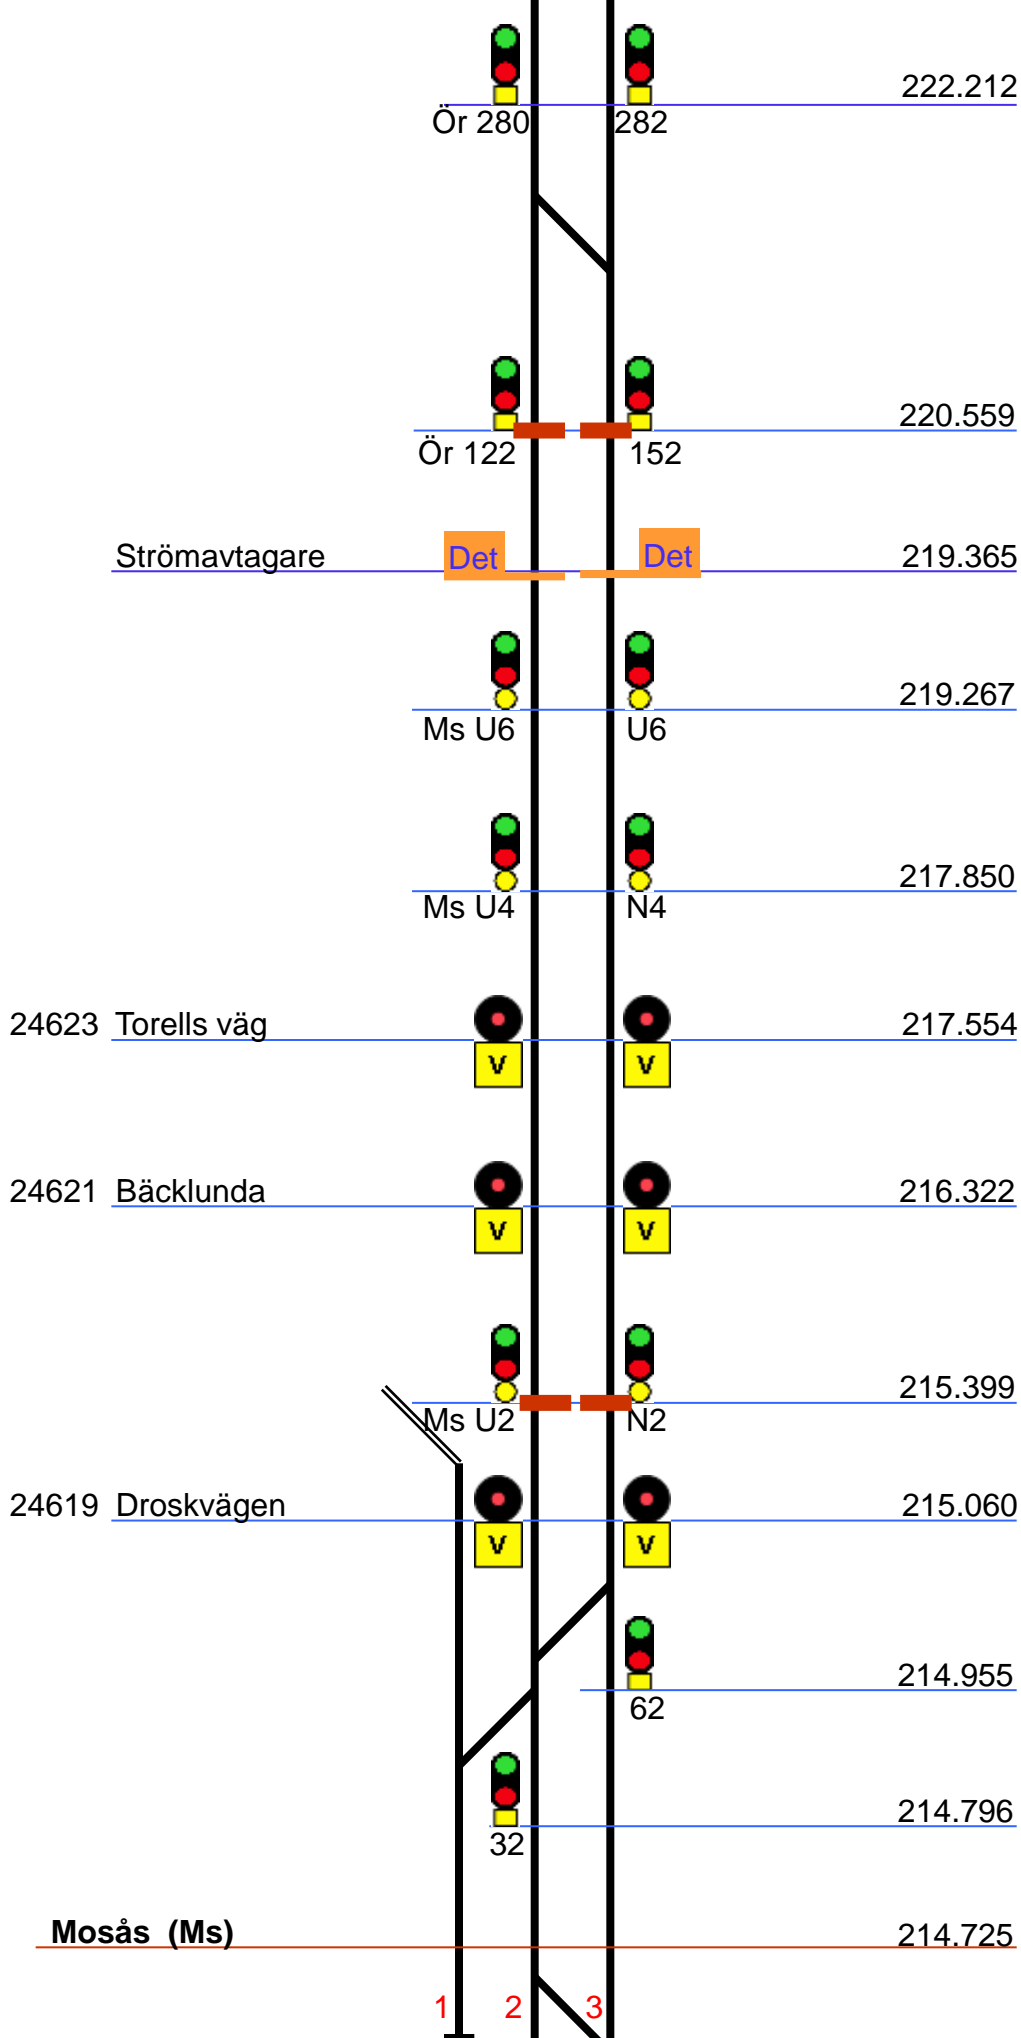 222.212
Ör 280 282
220.559
Ör 122 152
Strömavtagare Det Det 219.365
219.267
Ms U6 U6
217.850
Ms U4 N4
24623 Torells väg 217.554
V V
24621 Bäcklunda 216.322
V V
215.399
Ms U2 N2
24619 Droskvägen 215.060
V V
214.955
62
214.796
32
Mosås (Ms) 214.725
1 2 3